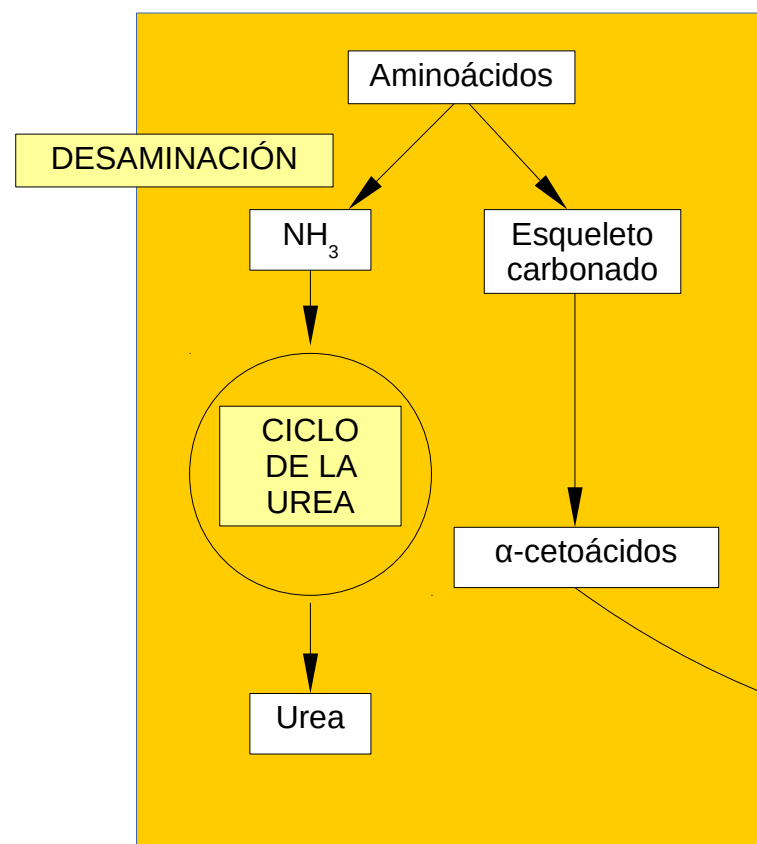 Aminoácidos
DESAMINACIÓN
NH₃
Esqueleto
carbonado
CICLO
DE LA
UREA
α-cetoácidos
Urea